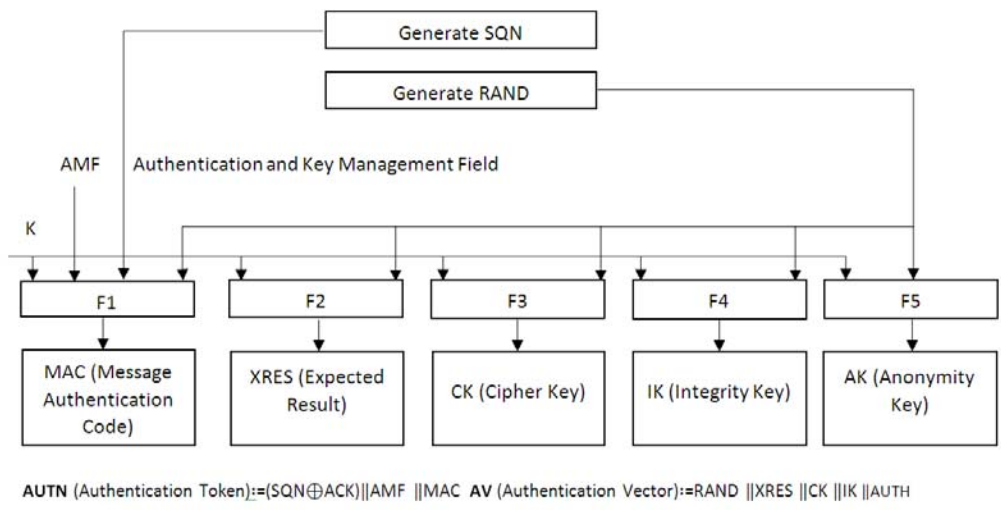 Generate SQN
Generate RAND
AMF Authentication and Key Management Field
K
F1 F2 F3 F4 F5
MAC (Message
Authentication
Code)
XRES (Expected
Result)
CK (Cipher Key)
IK (Integrity Key)
AK (Anonymity
Key)
AUTN (Authentication Token):=(SQN⊕ACK)||AMF ||MAC AV (Authentication Vector):=RAND ||XRES ||CK ||IK ||AUTH